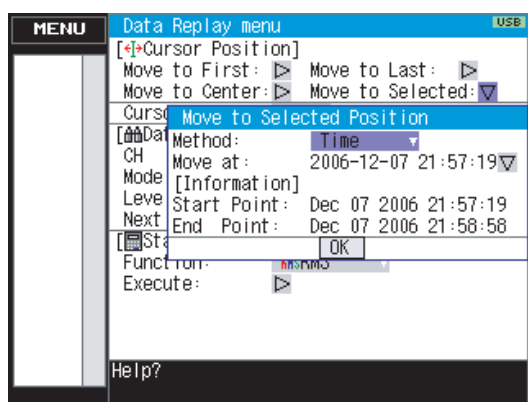 MENU
Data Replay menu
USB
[Cursor Position]
Move to First: Move to Last:
Move to Center: Move to Selected:
Curso
Move to Selected Position
[Dat
Method: Time
CH
Move at: 2006-12-07 21:57:19
Mode
[Information]
Leve
Start Point: Dec 07 2006 21:57:19
Next
End Point: Dec 07 2006 21:58:58
[Sta
OK
Function:
Execute:
Help?